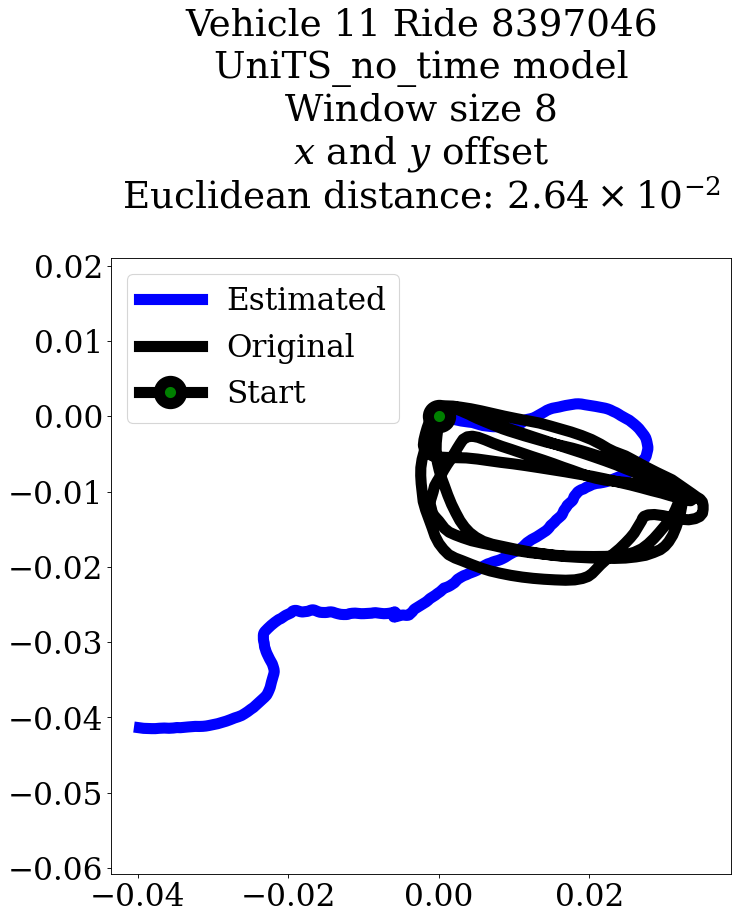 Vehicle 11 Ride 8397046
UniTS_no_time model
Window size 8
x and y offset
Euclidean distance: 2.64 × 10⁻²
0.02
0.01
0.00
−0.01
−0.02
−0.03
−0.04
−0.05
−0.06
Estimated
Original
Start
−0.04
−0.02
0.00
0.02